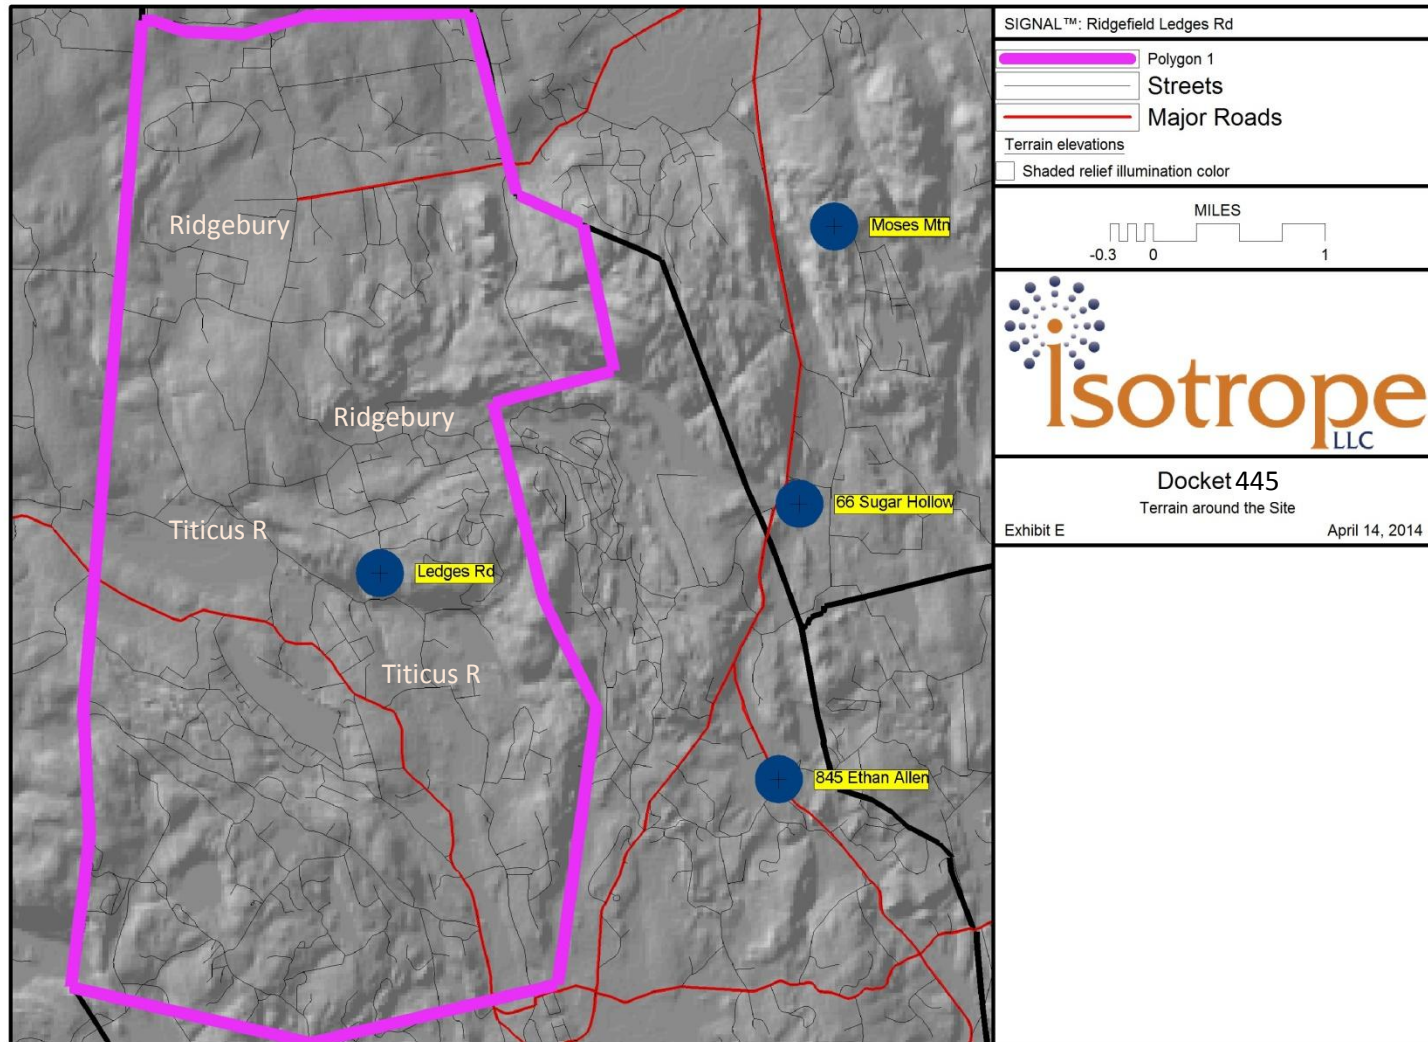 SIGNAL™: Ridgefield Ledges Rd
Polygon 1
Streets
Major Roads
Terrain elevations
Shaded relief illumination color
MILES
-0.3 0 1
Isotrope
LLC
Docket 445
Terrain around the Site
Exhibit E April 14, 2014
Ridgebury
Moses Mtn
Ridgebury
66 Sugar Hollow
Titicus R
Ledges Rd
Titicus R
845 Ethan Allen